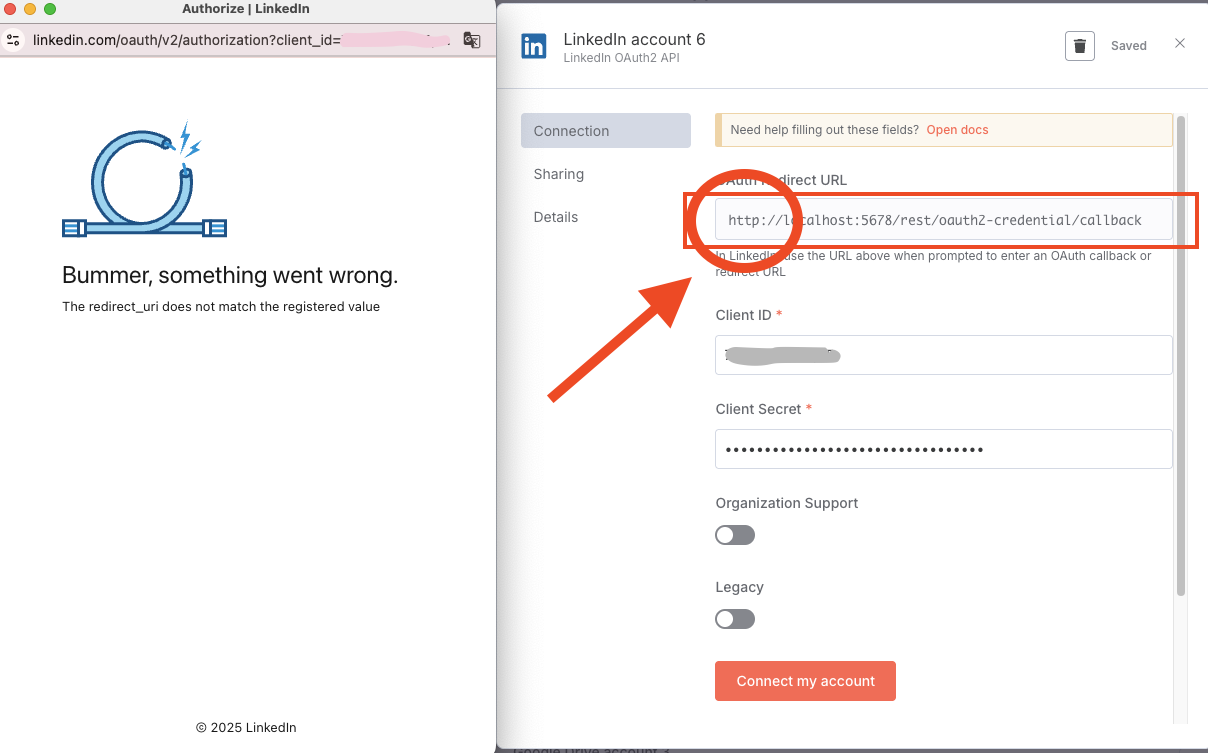 Authorize | LinkedIn
linkedin.com/oauth/v2/authorization?client_id=
Bummer, something went wrong.
The redirect_uri does not match the registered value
© 2025 LinkedIn
in
LinkedIn account 6
LinkedIn OAuth2 API
Saved
Connection
Sharing
Details
Need help filling out these fields? Open docs
OAuth Redirect URL
http://localhost:5678/rest/oauth2-credential/callback
In LinkedIn, use the URL above when prompted to enter an OAuth callback or
redirect URL
Client ID *
Client Secret *
••••••••••••••••••••••••••••••••
Organization Support
Legacy
Connect my account
Google Drive account